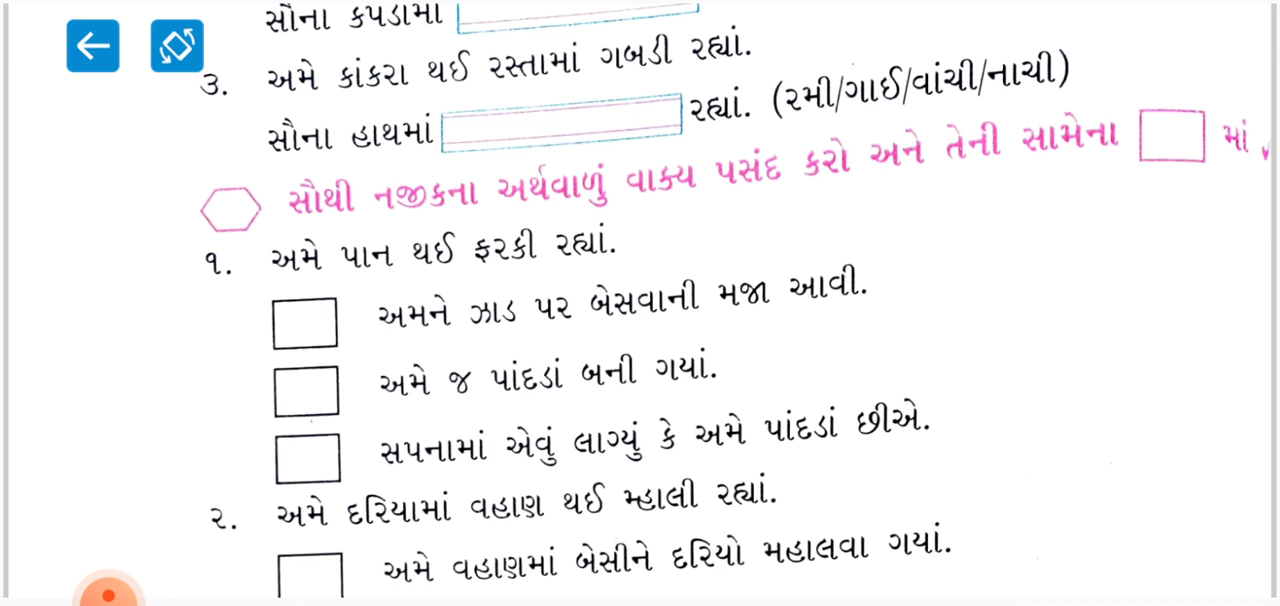 સૌના કપડામાં
૩. અમે કાંકરા થઈ રસ્તામાં ગબડી રહ્યાં.
સૌના હાથમાં રહ્યાં. (રમી/ગાઈ/વાંચી/નાચી)
સૌથી નજીકના અર્થવાળું વાક્ય પસંદ કરો અને તેની સામેના માં ✓
૧. અમે પાન થઈ ફરકી રહ્યાં.
અમને ઝાડ પર બેસવાની મજા આવી.
અમે જ પાંદડાં બની ગયાં.
સપનામાં એવું લાગ્યું કે અમે પાંદડાં છીએ.
૨. અમે દરિયામાં વહાણ થઈ મ્હાલી રહ્યાં.
અમે વહાણમાં બેસીને દરિયો મહાલવા ગયાં.